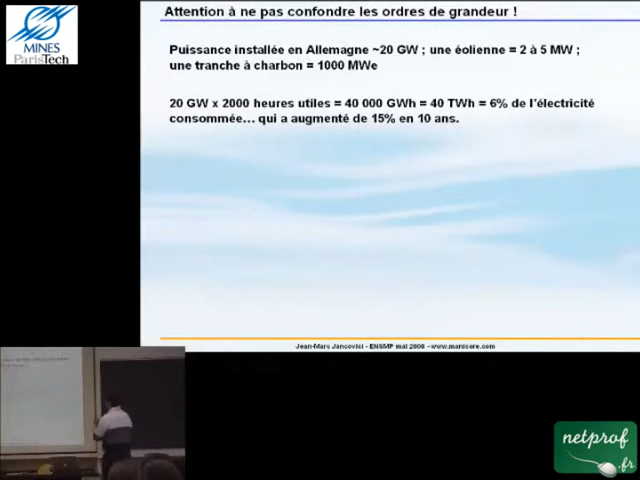 Attention à ne pas confondre les ordres de grandeur !
MINES
ParisTech
Puissance installée en Allemagne ~20 GW ; une éolienne = 2 à 5 MW ;
une tranche à charbon = 1000 MWe
20 GW x 2000 heures utiles = 40 000 GWh = 40 TWh = 6% de l'électricité
consommée... qui a augmenté de 15% en 10 ans.
Jean-Marc Jancovici - ENSMP mai 2008 - www.manicore.com
netprof
.fr